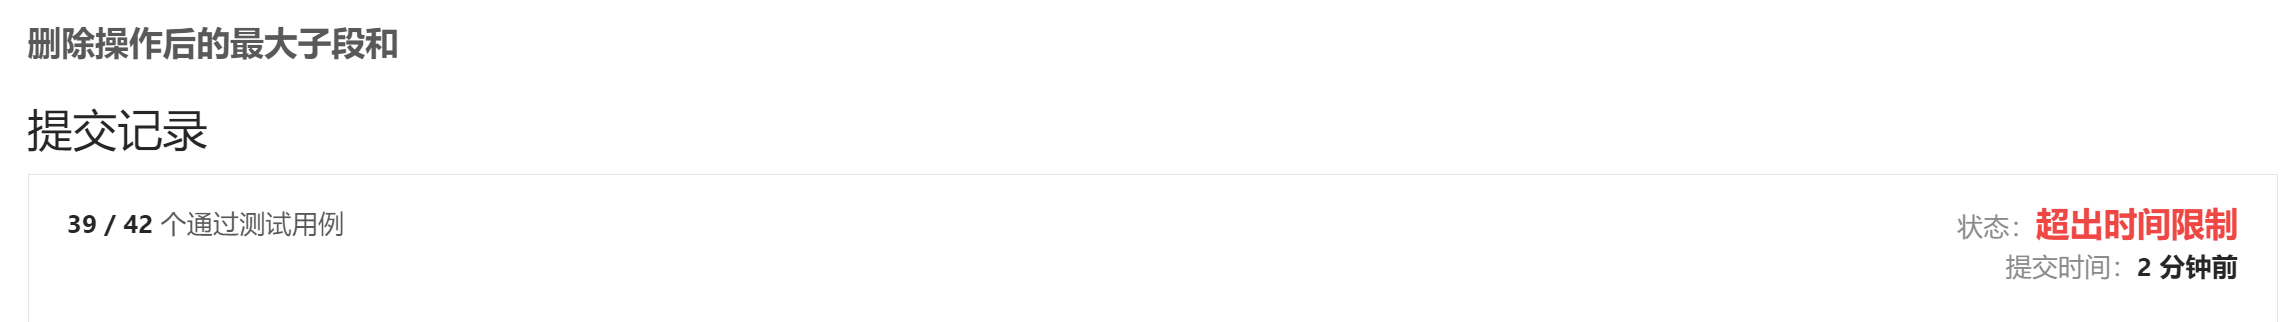 删除操作后的最大子段和
提交记录
39 / 42 个通过测试用例
状态：超出时间限制
提交时间：2 分钟前